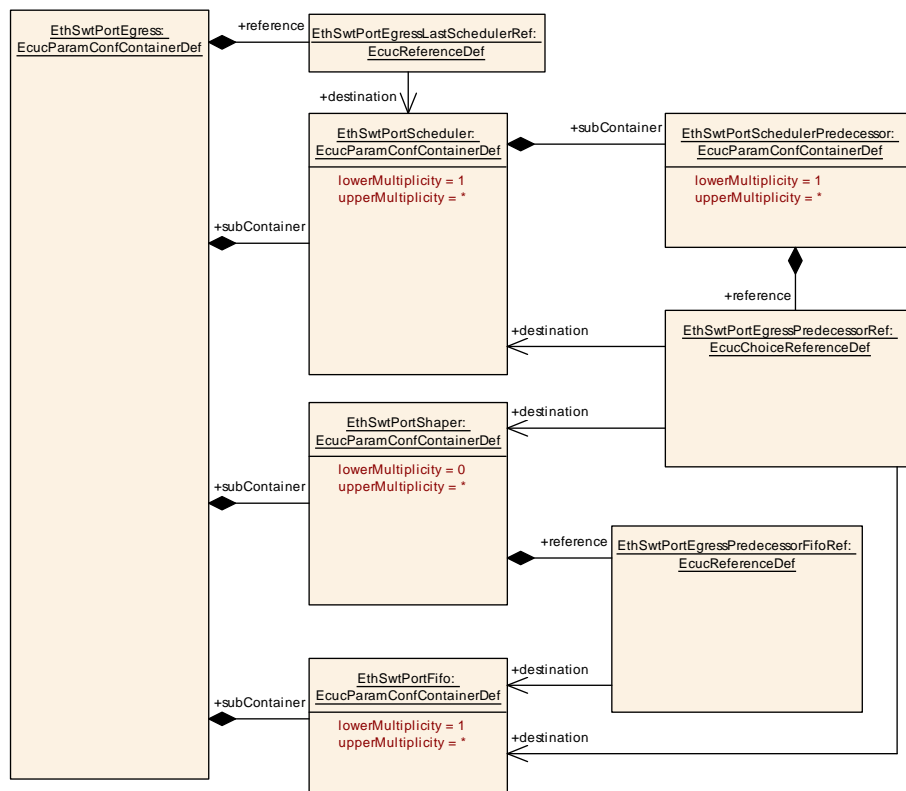 EthSwtPortEgress:
EcucParamConfContainerDef
+reference
EthSwtPortEgressLastSchedulerRef:
EcucReferenceDef
+destination
EthSwtPortScheduler:
EcucParamConfContainerDef
lowerMultiplicity = 1
upperMultiplicity = *
+subContainer
EthSwtPortSchedulerPredecessor:
EcucParamConfContainerDef
lowerMultiplicity = 1
upperMultiplicity = *
+subContainer
+reference
EthSwtPortEgressPredecessorRef:
EcucChoiceReferenceDef
+destination
+destination
EthSwtPortShaper:
EcucParamConfContainerDef
lowerMultiplicity = 0
upperMultiplicity = *
+subContainer
+reference
EthSwtPortEgressPredecessorFifoRef:
EcucReferenceDef
+destination
EthSwtPortFifo:
EcucParamConfContainerDef
lowerMultiplicity = 1
upperMultiplicity = *
+subContainer
+destination